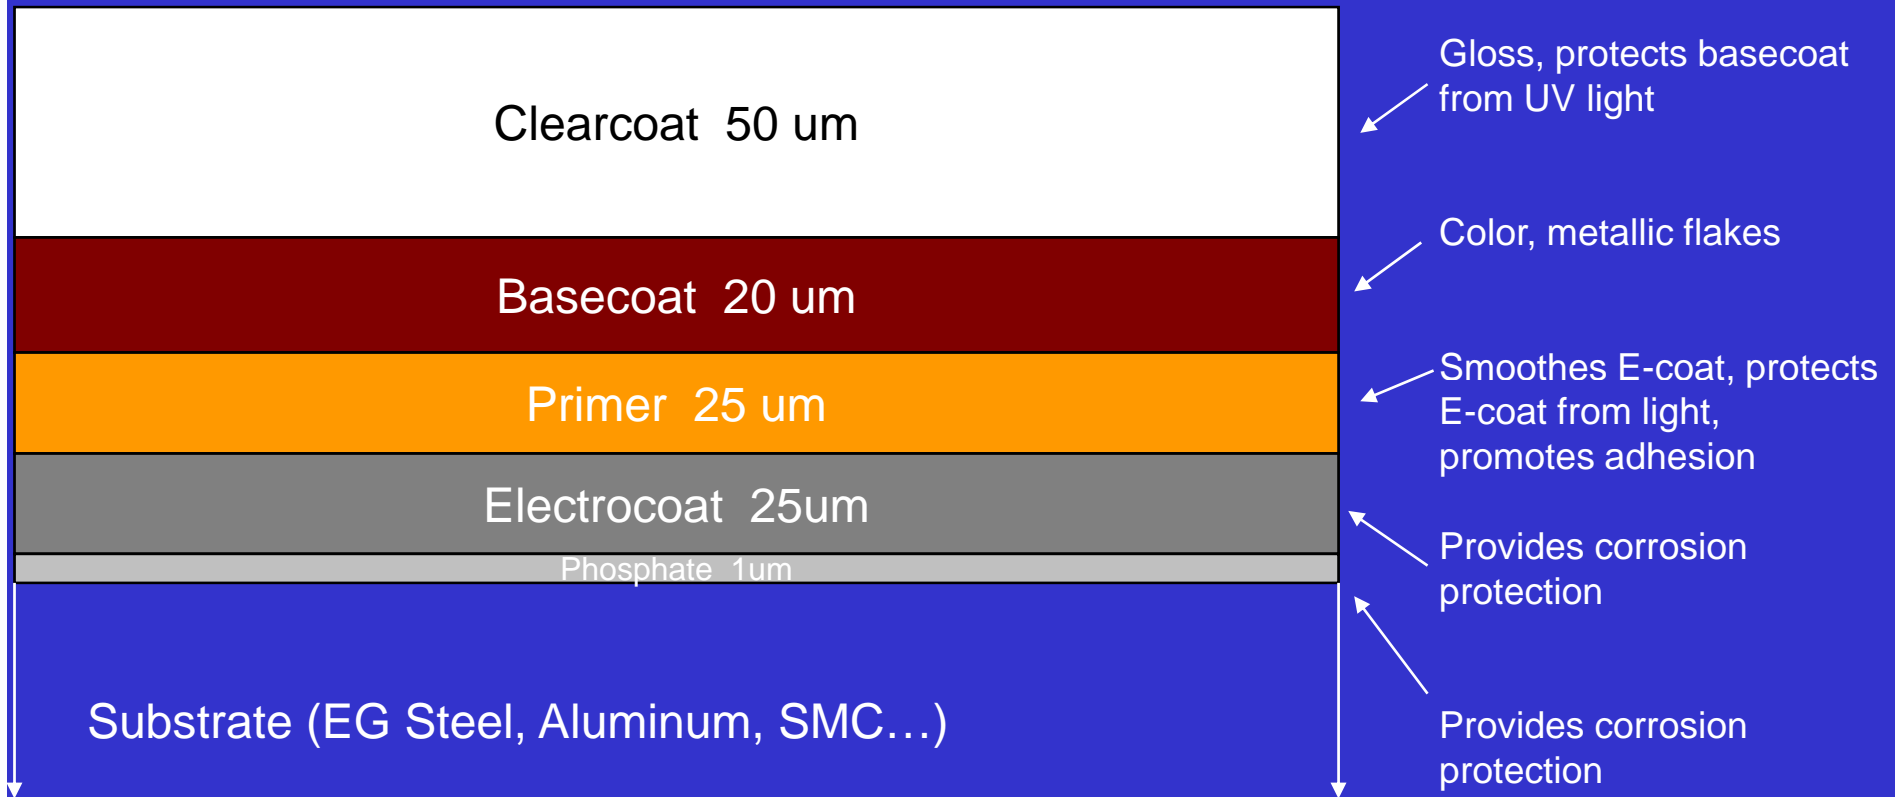 Clearcoat 50 um
Gloss, protects basecoat
from UV light
Basecoat 20 um
Color, metallic flakes
Primer 25 um
Smoothes E-coat, protects
E-coat from light,
promotes adhesion
Electrocoat 25um
Provides corrosion
protection
Phosphate 1um
Provides corrosion
protection
Substrate (EG Steel, Aluminum, SMC…)